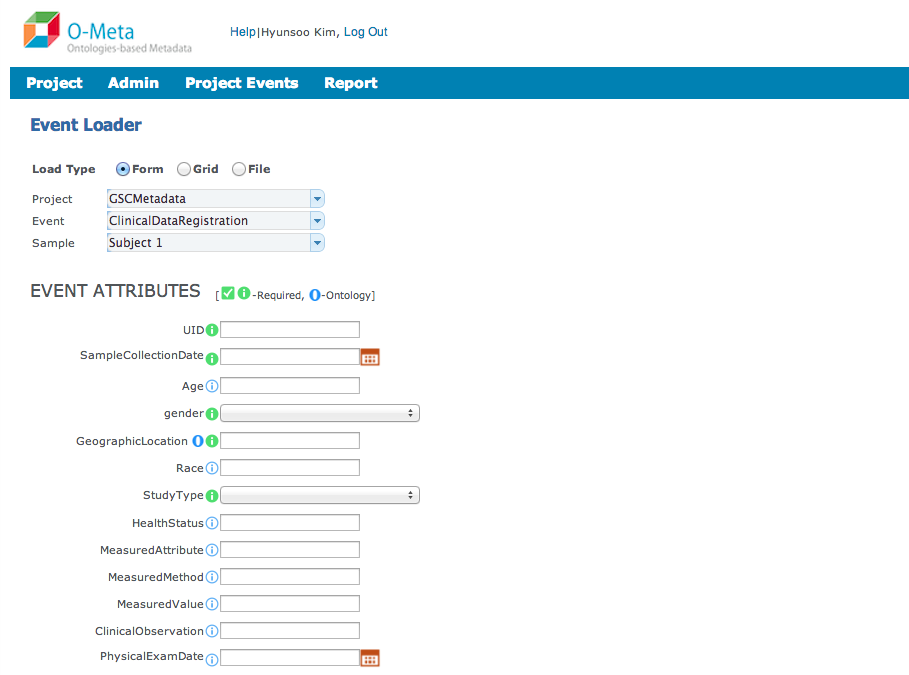 O-Meta
Ontologies-based Metadata
Help|Hyunsoo Kim, Log Out
Project Admin Project Events Report
Event Loader
Load Type Form Grid File
Project GSCMetadata
Event ClinicalDataRegistration
Sample Subject 1
EVENT ATTRIBUTES [ -Required, -Ontology]
UID
SampleCollectionDate
Age
gender
GeographicLocation
Race
StudyType
HealthStatus
MeasuredAttribute
MeasuredMethod
MeasuredValue
ClinicalObservation
PhysicalExamDate